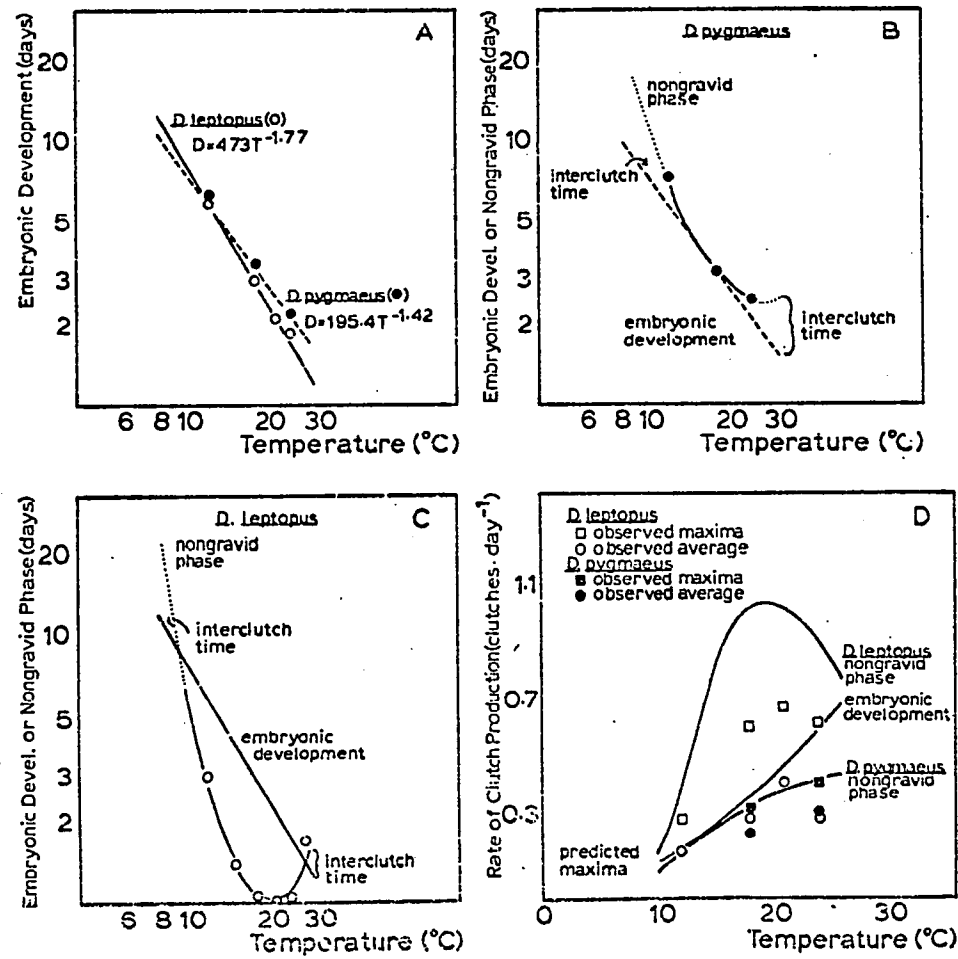 A
Embryonic Development (days)
20
10
5
3
2
D. leptopus (o)
D=473T^-1.77
D. pygmaeus (●)
D=195.4T^-1.42
6 8 10 20 30
Temperature (°C)
B
D. pygmaeus
Embryonic Devel. or Nongravid Phase (days)
20
10
5
3
2
nongravid
phase
interclutch
time
embryonic
development
interclutch
time
6 8 10 20 30
Temperature (°C)
C
D. leptopus
Embryonic Devel. or Nongravid Phase (days)
20
10
5
3
2
nongravid
phase
interclutch
time
embryonic
development
interclutch
time
6 8 10 20 30
Temperature (°C)
D
Rate of Clutch Production (clutches. day^-1)
1.1
0.7
0.3
D. leptopus
□ observed maxima
○ observed average
D. pygmaeus
■ observed maxima
● observed average
D. leptopus
nongravid
phase
embryonic
development
D. pygmaeus
nongravid
phase
predicted
maxima
0 10 20 30
Temperature (°C)